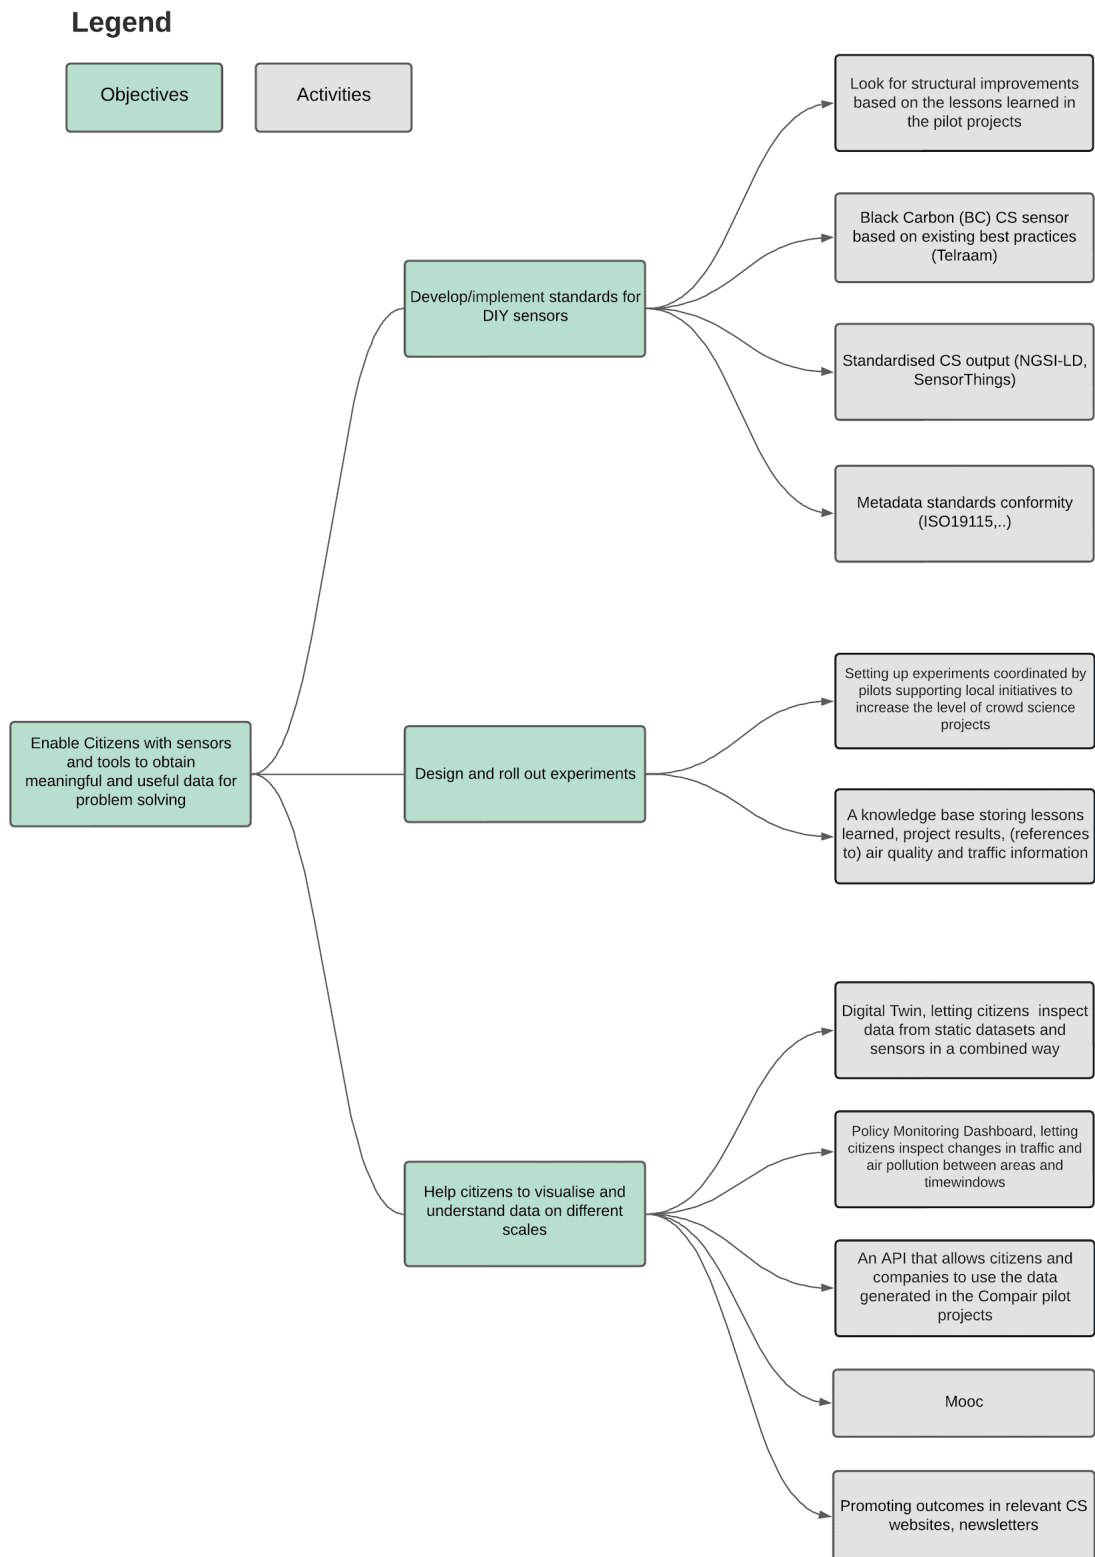 Legend
Objectives
Activities
Look for structural improvements
based on the lessons learned in
the pilot projects
Black Carbon (BC) CS sensor
based on existing best practices
(Telraam)
Develop/implement standards for
DIY sensors
Standardised CS output (NGSI-LD,
SensorThings)
Metadata standards conformity
(ISO19115,..)
Setting up experiments coordinated by
pilots supporting local initiatives to
increase the level of crowd science
projects
Enable Citizens with sensors
and tools to obtain
meaningful and useful data for
problem solving
Design and roll out experiments
A knowledge base storing lessons
learned, project results, (references
to) air quality and traffic information
Digital Twin, letting citizens  inspect
data from static datasets and
sensors in a combined way
Policy Monitoring Dashboard, letting
citizens inspect changes in traffic and
air pollution between areas and
timewindows
Help citizens to visualise and
understand data on different
scales
An API that allows citizens and
companies to use the data
generated in the Compair pilot
projects
Mooc
Promoting outcomes in relevant CS
websites, newsletters